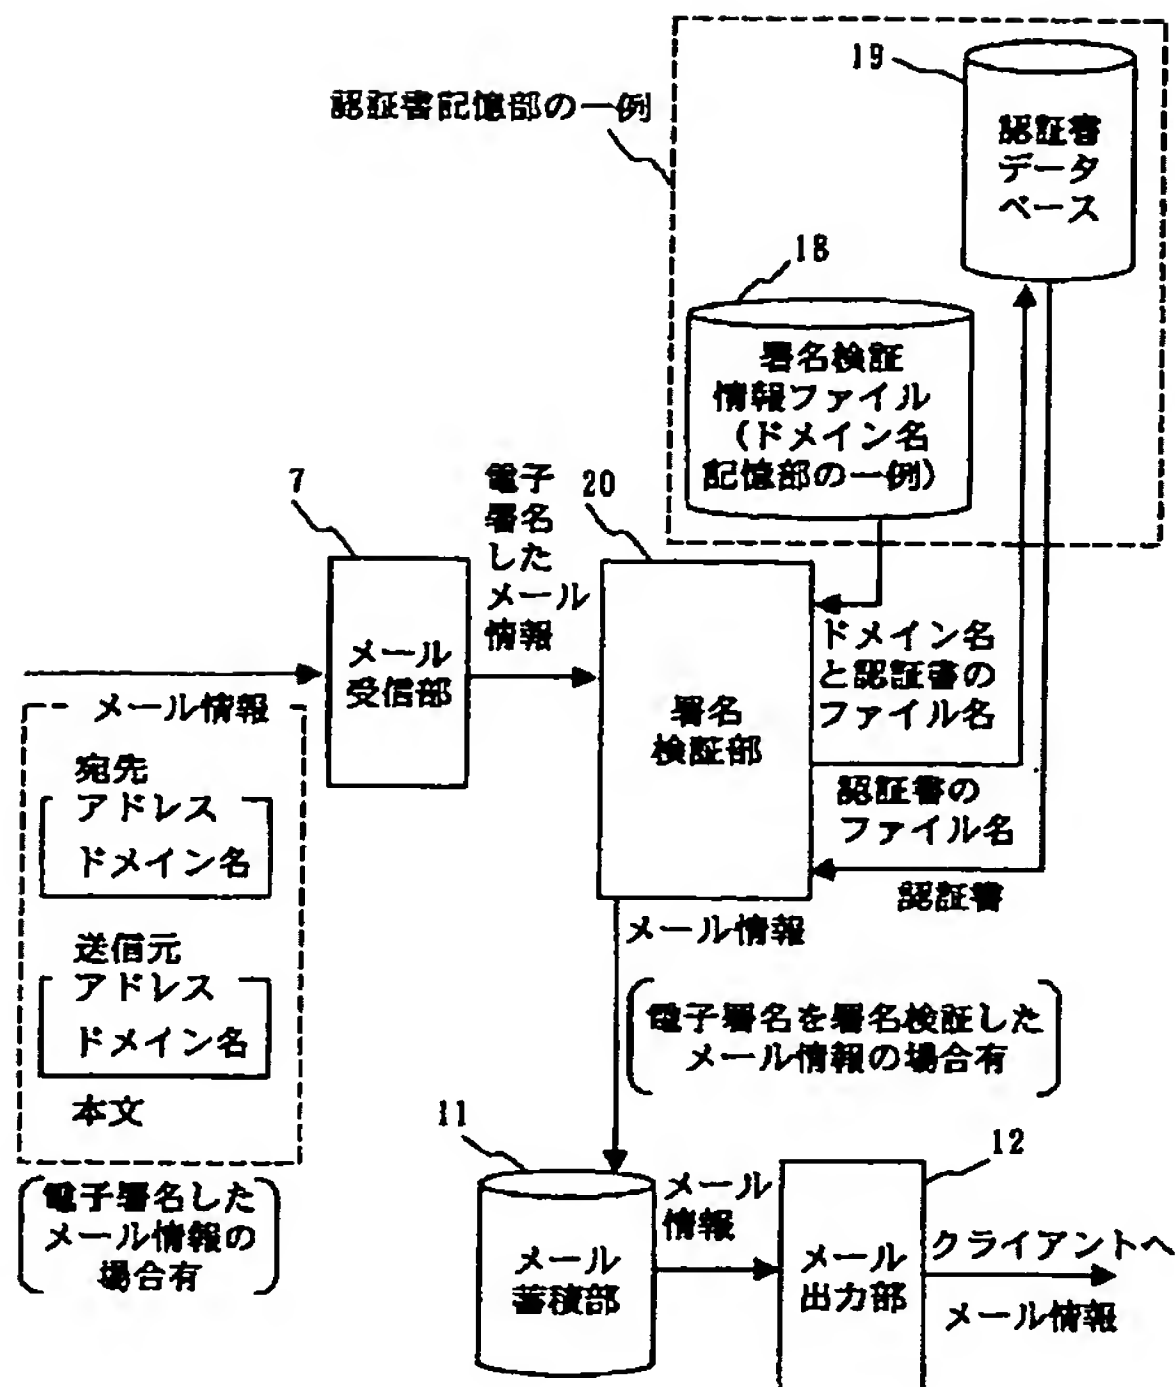 認証書記憶部の一例
19
認証書
データ
ベース
18
署名検証
情報ファイル
(ドメイン名
記憶部の一例)
7
電子
署名
した
メール
情報
20
メール
受信部
署名
検証部
ドメイン名
と認証書の
ファイル名
認証書の
ファイル名
認証書
メール情報
宛先
アドレス
ドメイン名
送信元
アドレス
ドメイン名
本文
(電子署名した
メール情報の
場合有)
メール情報
(電子署名を署名検証した
メール情報の場合有)
11
メール
蓄積部
メール
情報
12
メール
出力部
クライアントへ
メール情報